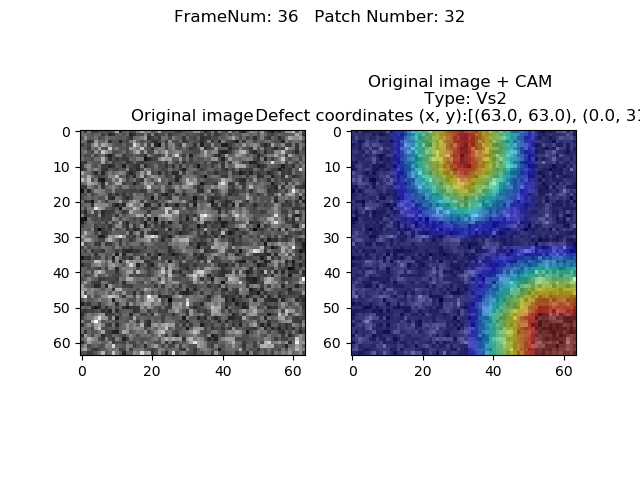 FrameNum: 36   Patch Number: 32
Original image + CAM
Type: Vs2
Original image
Defect coordinates (x, y):[(63.0, 63.0), (0.0, 31
0
10
20
30
40
50
60
0 20 40 60
0
10
20
30
40
50
60
0 20 40 60